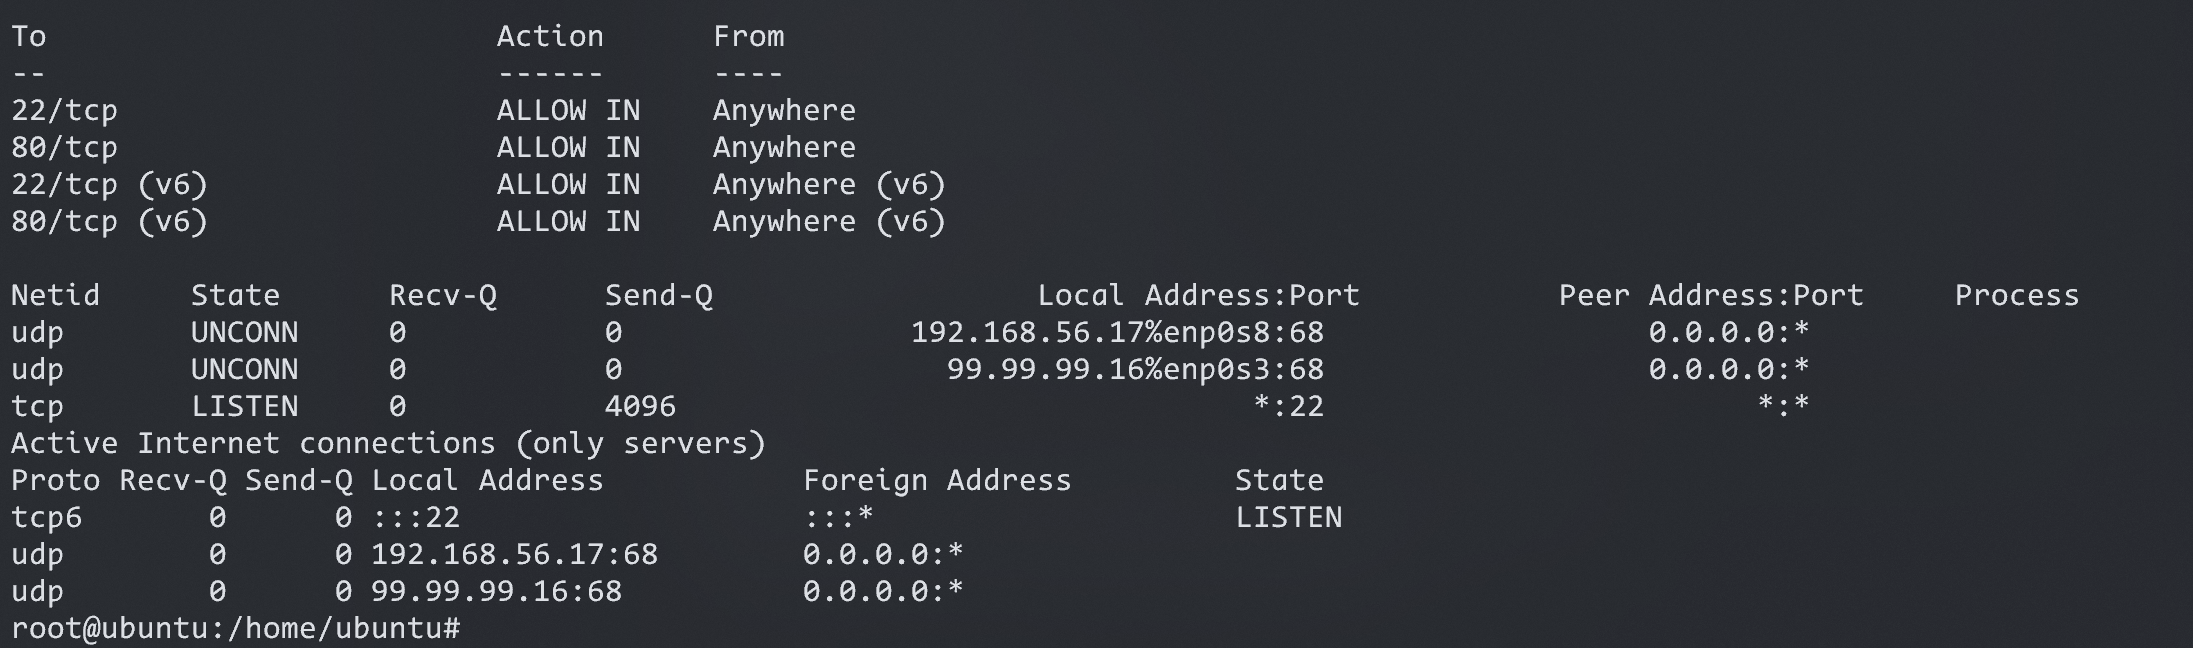 To                         Action      From
--                         ------      ----
22/tcp                     ALLOW IN    Anywhere
80/tcp                     ALLOW IN    Anywhere
22/tcp (v6)                ALLOW IN    Anywhere (v6)
80/tcp (v6)                ALLOW IN    Anywhere (v6)

Netid     State      Recv-Q      Send-Q                  Local Address:Port           Peer Address:Port     Process
udp       UNCONN     0           0                192.168.56.17%enp0s8:68                0.0.0.0:*
udp       UNCONN     0           0                  99.99.99.16%enp0s3:68                0.0.0.0:*
tcp       LISTEN     0           4096                                *:22                      *:*
Active Internet connections (only servers)
Proto Recv-Q Send-Q Local Address           Foreign Address         State
tcp6       0      0 :::22                   :::*                    LISTEN
udp        0      0 192.168.56.17:68        0.0.0.0:*
udp        0      0 99.99.99.16:68          0.0.0.0:*
root@ubuntu:/home/ubuntu#